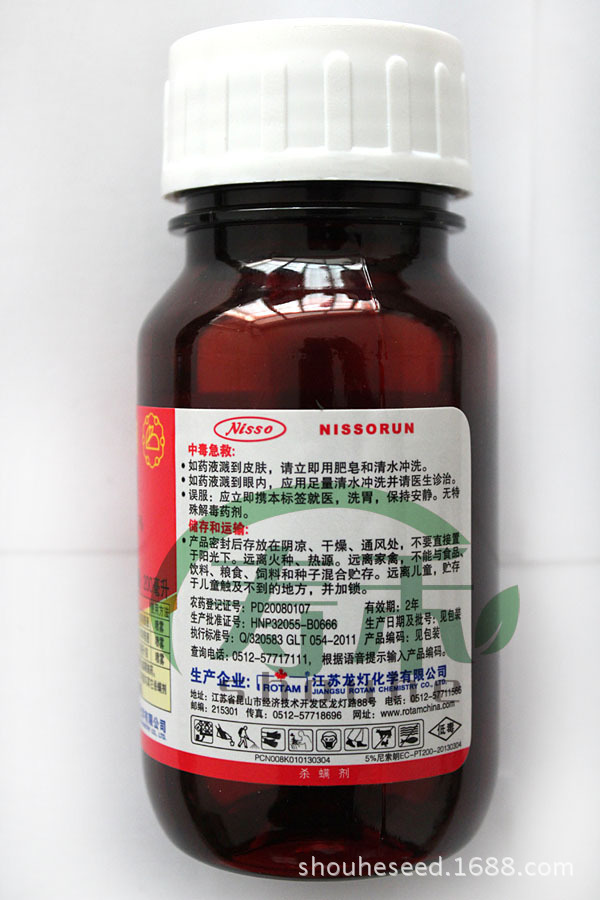 Nisso NISSORUN
中毒急救:
• 如药液溅到皮肤，请立即用肥皂和清水冲洗。
• 如药液溅到眼内，应用足量清水冲洗并请医生诊治。
• 误服：应立即携本标签就医，洗胃，保持安静。无特
殊解毒药剂。
储存和运输:
• 产品密封后存放在阴凉、干燥、通风处，不要直接置
于阳光下。远离火种、热源。远离家禽，不能与食品、
饮料、粮食、饲料和种子混合贮存。远离儿童，贮存
于儿童触及不到的地方，并加锁。
农药登记证号: PD20080107 有效期: 2年
生产批准证号: HNP32055-B0666 生产日期及批号: 见包装
执行标准号: Q/320583 GLT 054-2011 产品编码: 见包装
查询电话: 0512-57717111, 根据语音提示输入产品编码。
生产企业: ROTAM 江苏龙灯化学有限公司
JIANGSU ROTAM CHEMISTRY CO., LTD.
地址: 江苏省昆山市经济技术开发区龙灯路88号 电话: 0512-57711566
邮编: 215301 传真: 0512-57718696 网址: www.rotamchina.com
低毒
PCN008K010130304 5%尼索朗EC-PT200-20130304
杀螨剂
毫升
shouheseed.1688.com